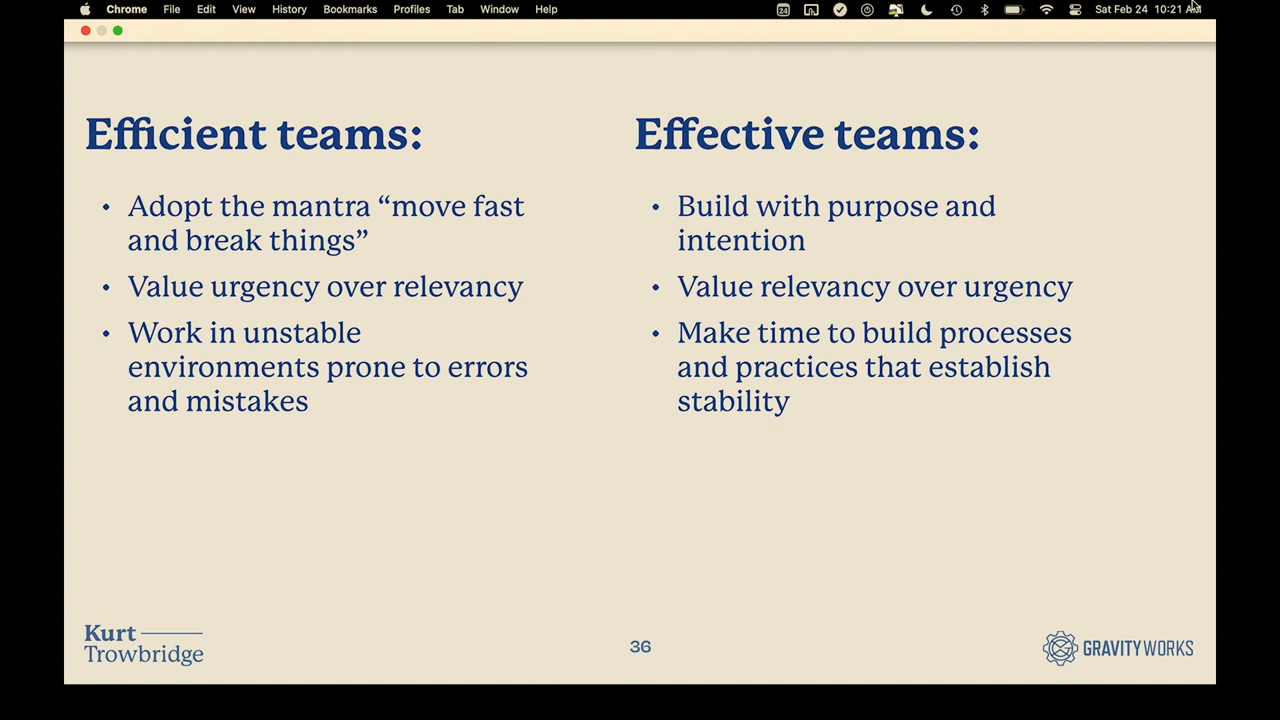 Chrome File Edit View History Bookmarks Profiles Tab Window Help 24 Sat Feb 24 10:21 AM
Efficient teams:
• Adopt the mantra “move fast
and break things”
• Value urgency over relevancy
• Work in unstable
environments prone to errors
and mistakes
Effective teams:
• Build with purpose and
intention
• Value relevancy over urgency
• Make time to build processes
and practices that establish
stability
Kurt
Trowbridge
36
GRAVITYWORKS